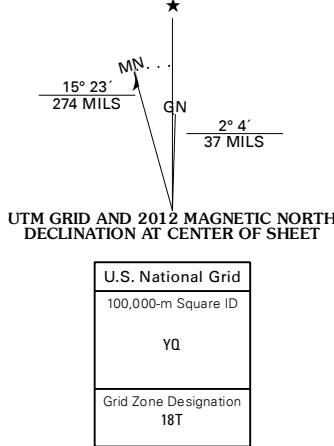 ★
MN
GN
15° 23´
274 MILS
2° 4´
37 MILS
UTM GRID AND 2012 MAGNETIC NORTH
DECLINATION AT CENTER OF SHEET
U.S. National Grid
100,000-m Square ID
YQ
Grid Zone Designation
18T